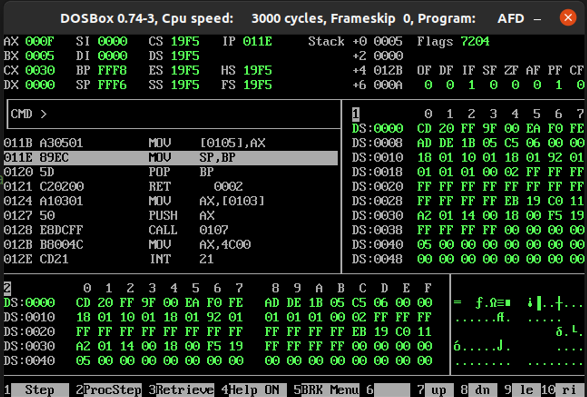 DOSBox 0.74-3, Cpu speed: 3000 cycles, Frameskip 0, Program: AFD
AX 000F SI 0000 CS 19F5 IP 011E Stack +0 0005 Flags 7204
BX 0005 DI 0000 DS 19F5 +2 0000
CX 0030 BP FFF8 ES 19F5 HS 19F5 +4 012B OF DF IF SF ZF AF PF CF
DX 0000 SP FFF6 SS 19F5 FS 19F5 +6 000A 0 0 1 0 0 0 1 0
CMD >
011B A30501 MOV [0105],AX
011E 89EC MOV SP,BP
0120 5D POP BP
0121 C20200 RET 0002
0124 A10301 MOV AX,[0103]
0127 50 PUSH AX
0128 E8DCFF CALL 0107
012B B8004C MOV AX,4C00
012E CD21 INT 21
1 0 1 2 3 4 5 6 7
DS:0000 CD 20 FF 9F 00 EA F0 FE
DS:0008 AD DE 1B 05 C5 06 00 00
DS:0010 18 01 10 01 18 01 92 01
DS:0018 01 01 01 00 02 FF FF FF
DS:0020 FF FF FF FF FF FF FF FF
DS:0028 FF FF FF FF EB 19 C0 11
DS:0030 A2 01 14 00 18 00 F5 19
DS:0038 FF FF FF FF 00 00 00 00
DS:0040 05 00 00 00 00 00 00 00
DS:0048 00 00 00 00 00 00 00 00
2 0 1 2 3 4 5 6 7 8 9 A B C D E F
DS:0000 CD 20 FF 9F 00 EA F0 FE AD DE 1B 05 C5 06 00 00
DS:0010 18 01 10 01 18 01 92 01 01 01 01 00 02 FF FF FF
DS:0020 FF FF FF FF FF FF FF FF FF FF FF FF EB 19 C0 11
DS:0030 A2 01 14 00 18 00 F5 19 FF FF FF FF 00 00 00 00
DS:0040 05 00 00 00 00 00 00 00 00 00 00 00 00 00 00 00
1 Step 2 ProcStep 3 Retrieve 4 Help ON 5 BRK Menu 6 7 up 8 dn 9 le 10 ri